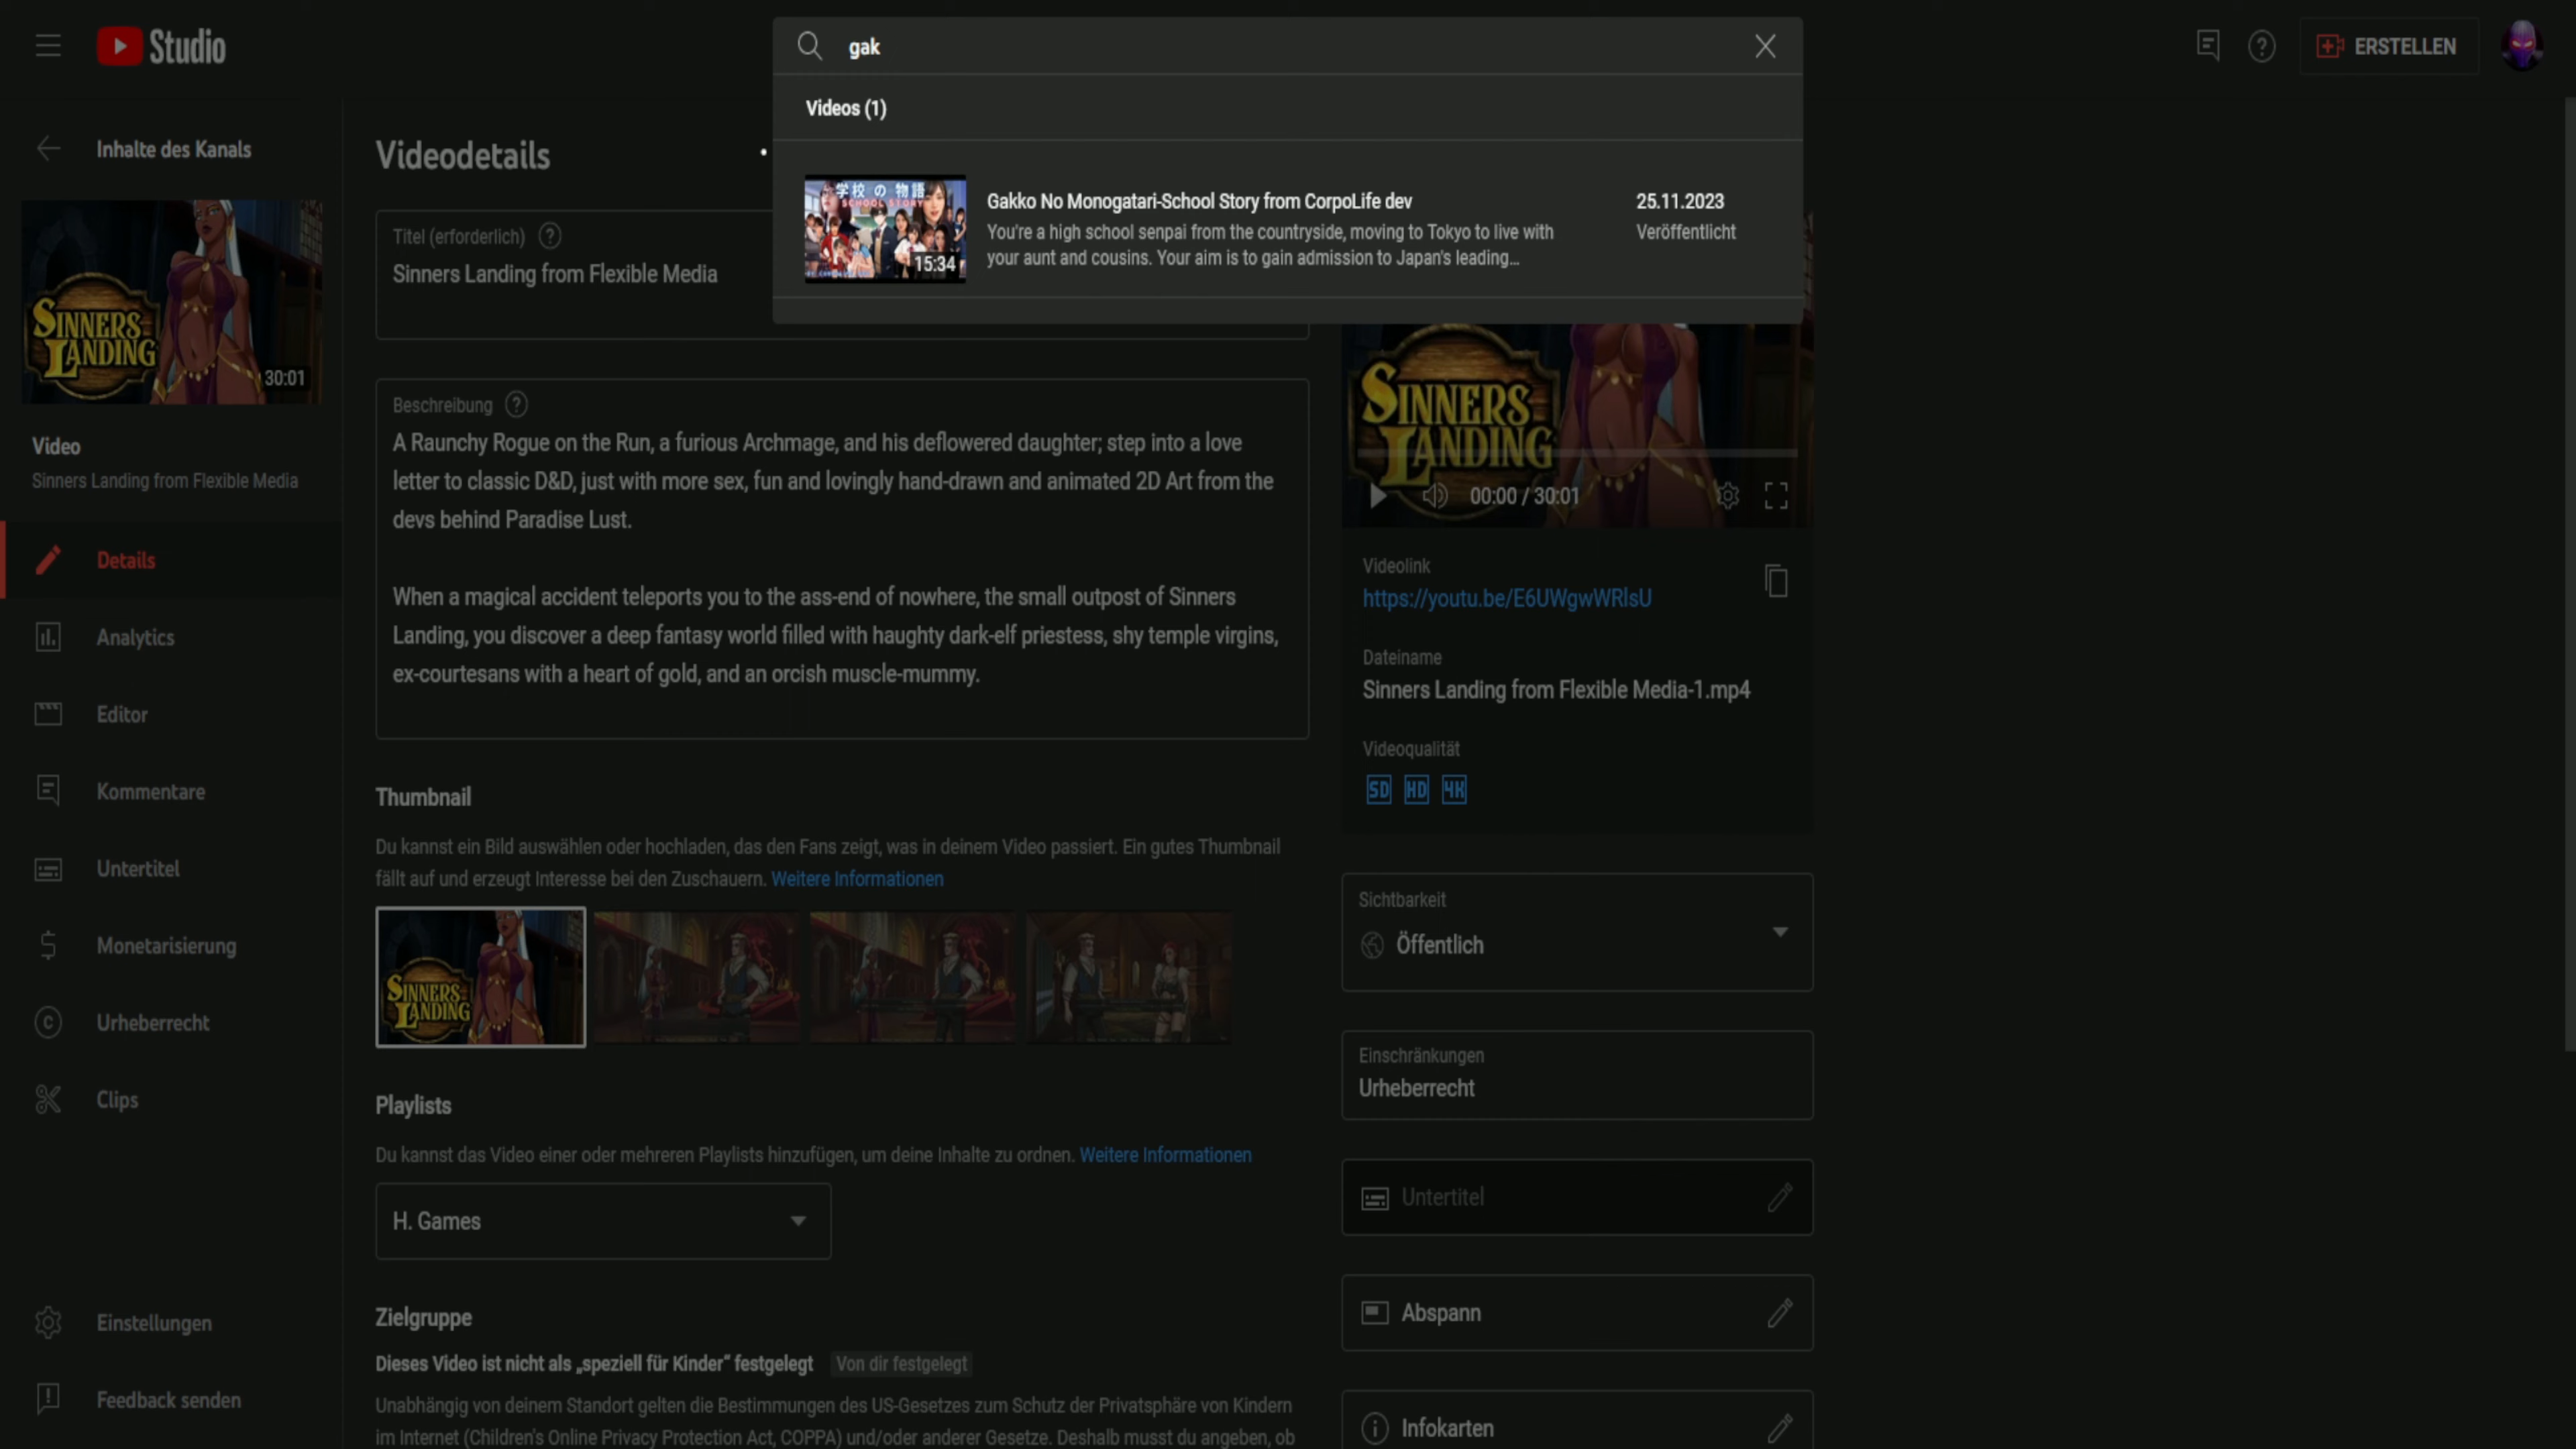 Studio
gak
ERSTELLEN
Videos (1)
学校の物語
SCHOOL STORY
15:34
Gakko No Monogatari-School Story from CorpoLife dev
You're a high school senpai from the countryside, moving to Tokyo to live with
your aunt and cousins. Your aim is to gain admission to Japan's leading...
25.11.2023
Veröffentlicht
Inhalte des Kanals
SINNERS
LANDING
30:01
Video
Sinners Landing from Flexible Media
Details
Analytics
Editor
Kommentare
Untertitel
Monetarisierung
Urheberrecht
Clips
Einstellungen
Feedback senden
Videodetails
Titel (erforderlich)
Sinners Landing from Flexible Media
Beschreibung
A Raunchy Rogue on the Run, a furious Archmage, and his deflowered daughter; step into a love
letter to classic D&D, just with more sex, fun and lovingly hand-drawn and animated 2D Art from the
devs behind Paradise Lust.
When a magical accident teleports you to the ass-end of nowhere, the small outpost of Sinners
Landing, you discover a deep fantasy world filled with haughty dark-elf priestess, shy temple virgins,
ex-courtesans with a heart of gold, and an orcish muscle-mummy.
Thumbnail
Du kannst ein Bild auswählen oder hochladen, das den Fans zeigt, was in deinem Video passiert. Ein gutes Thumbnail
fällt auf und erzeugt Interesse bei den Zuschauern. Weitere Informationen
SINNERS
LANDING
Playlists
Du kannst das Video einer oder mehreren Playlists hinzufügen, um deine Inhalte zu ordnen. Weitere Informationen
H. Games
Zielgruppe
Dieses Video ist nicht als „speziell für Kinder“ festgelegt Von dir festgelegt
Unabhängig von deinem Standort gelten die Bestimmungen des US-Gesetzes zum Schutz der Privatsphäre von Kindern
im Internet (Children's Online Privacy Protection Act, COPPA) und/oder anderer Gesetze. Deshalb musst du angeben, ob
SINNERS
LANDING
00:00 / 30:01
Videolink
https://youtu.be/E6UWgwWRlsU
Dateiname
Sinners Landing from Flexible Media-1.mp4
Videoqualität
SD HD 4K
Sichtbarkeit
Öffentlich
Einschränkungen
Urheberrecht
Untertitel
Abspann
Infokarten